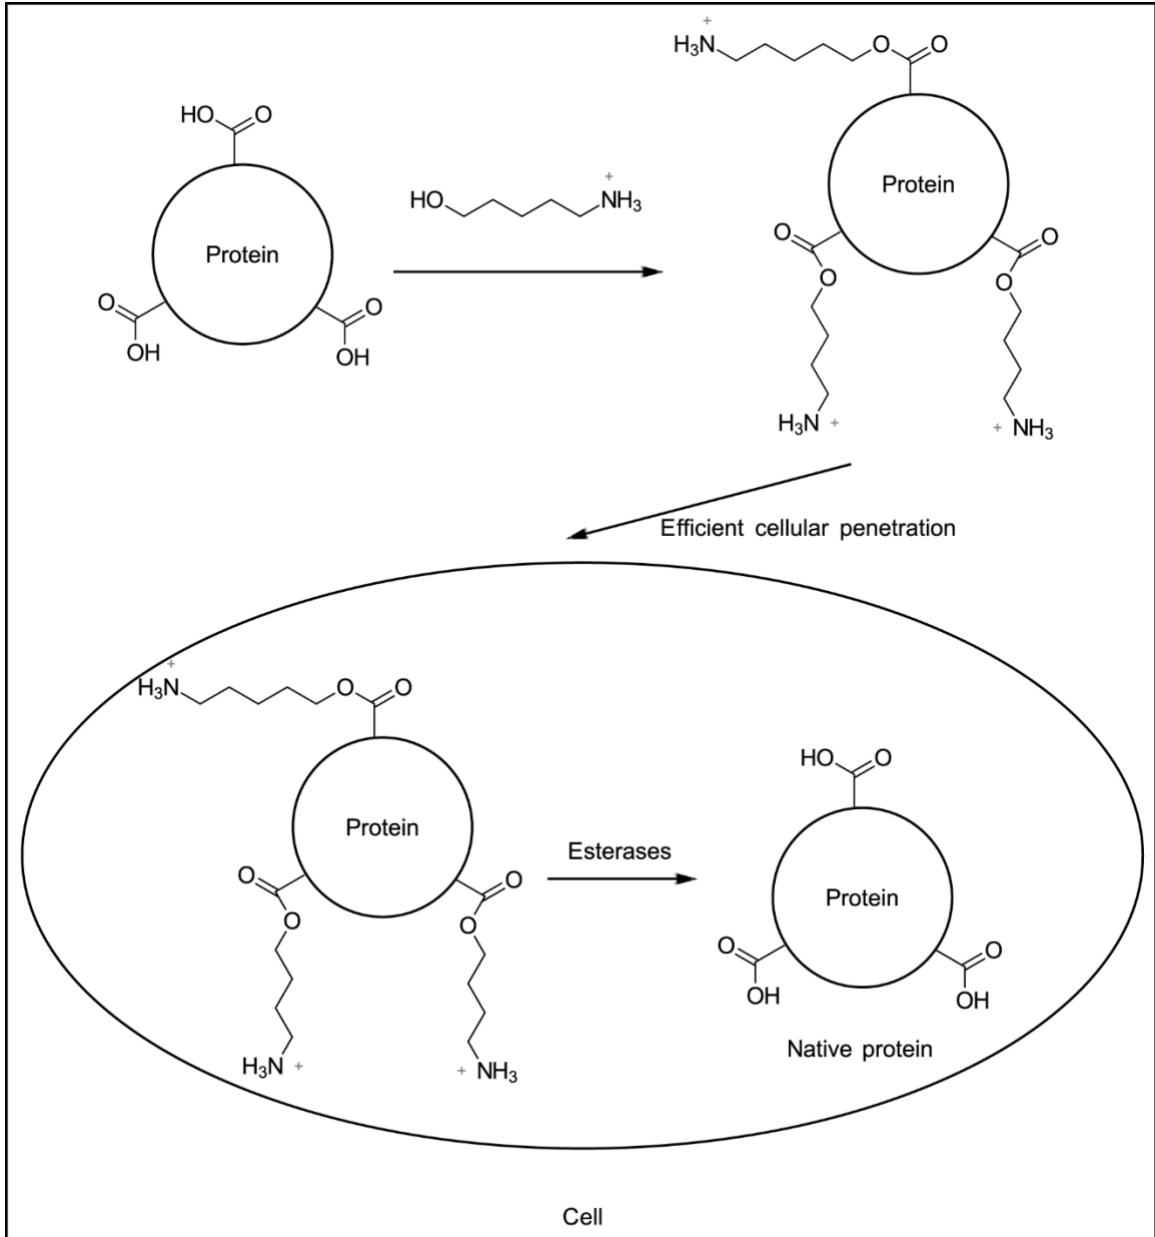 H₃N + O O
HO O
Protein
O OH
O OH
HO NH₃ +
Protein
O O
O O
H₃N +
+ NH₃
Efficient cellular penetration
H₃N + O O
Protein
O O
O O
H₃N +
+ NH₃
Esterases
HO O
Protein
O OH
O OH
Native protein
Cell